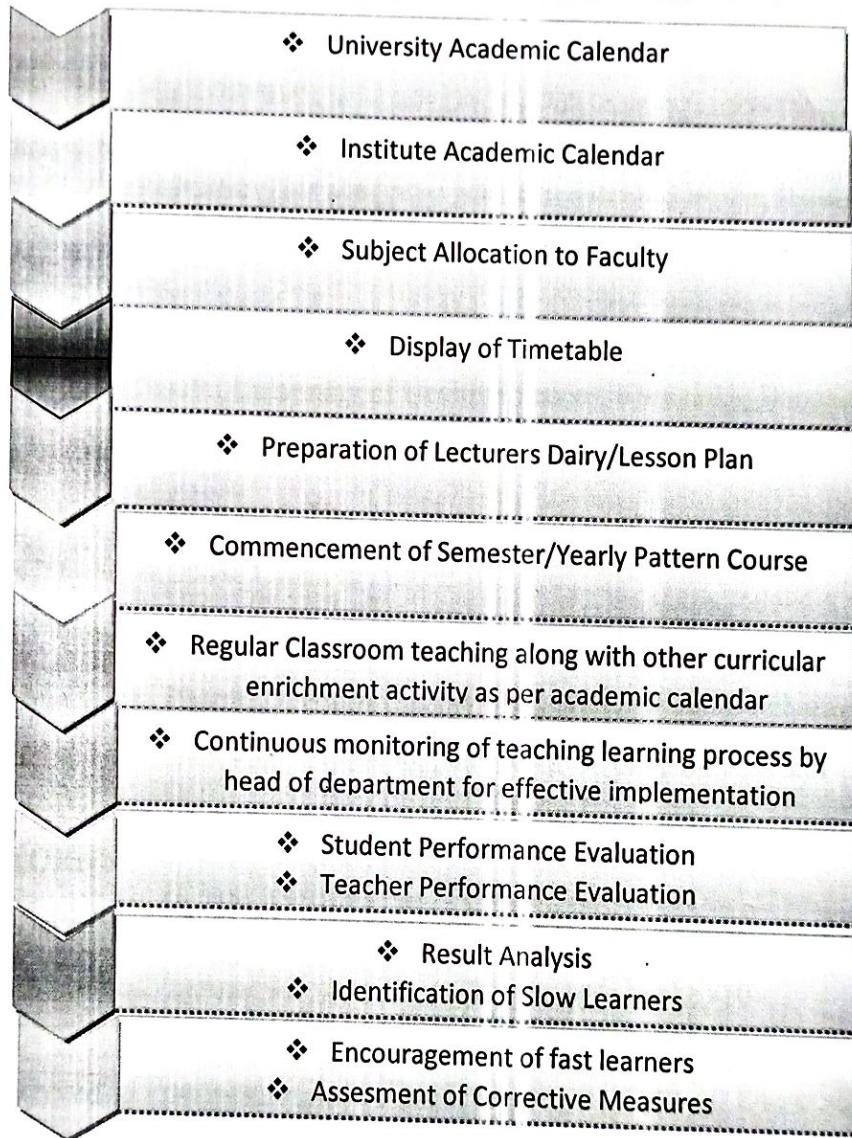 ❖ University Academic Calendar
❖ Institute Academic Calendar
❖ Subject Allocation to Faculty
❖ Display of Timetable
❖ Preparation of Lecturers Dairy/Lesson Plan
❖ Commencement of Semester/Yearly Pattern Course
❖ Regular Classroom teaching along with other curricular
enrichment activity as per academic calendar
❖ Continuous monitoring of teaching learning process by
head of department for effective implementation
❖ Student Performance Evaluation
❖ Teacher Performance Evaluation
❖ Result Analysis
❖ Identification of Slow Learners
❖ Encouragement of fast learners
❖ Assesment of Corrective Measures